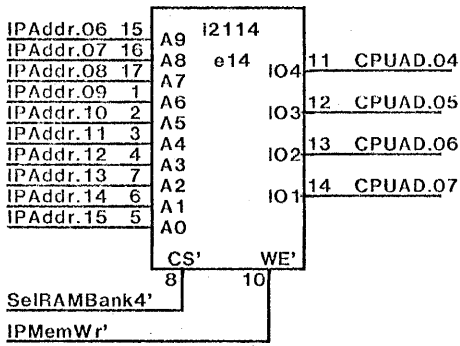 i2114
e14
IPAddr.06 15 A9
IPAddr.07 16 A8
IPAddr.08 17 A7
IPAddr.09 1 A6
IPAddr.10 2 A5
IPAddr.11 3 A4
IPAddr.12 4 A3
IPAddr.13 7 A2
IPAddr.14 6 A1
IPAddr.15 5 A0
IO4 11 CPUAD.04
IO3 12 CPUAD.05
IO2 13 CPUAD.06
IO1 14 CPUAD.07
CS' WE'
8 10
SelRAMBank4'
IPMemWr'